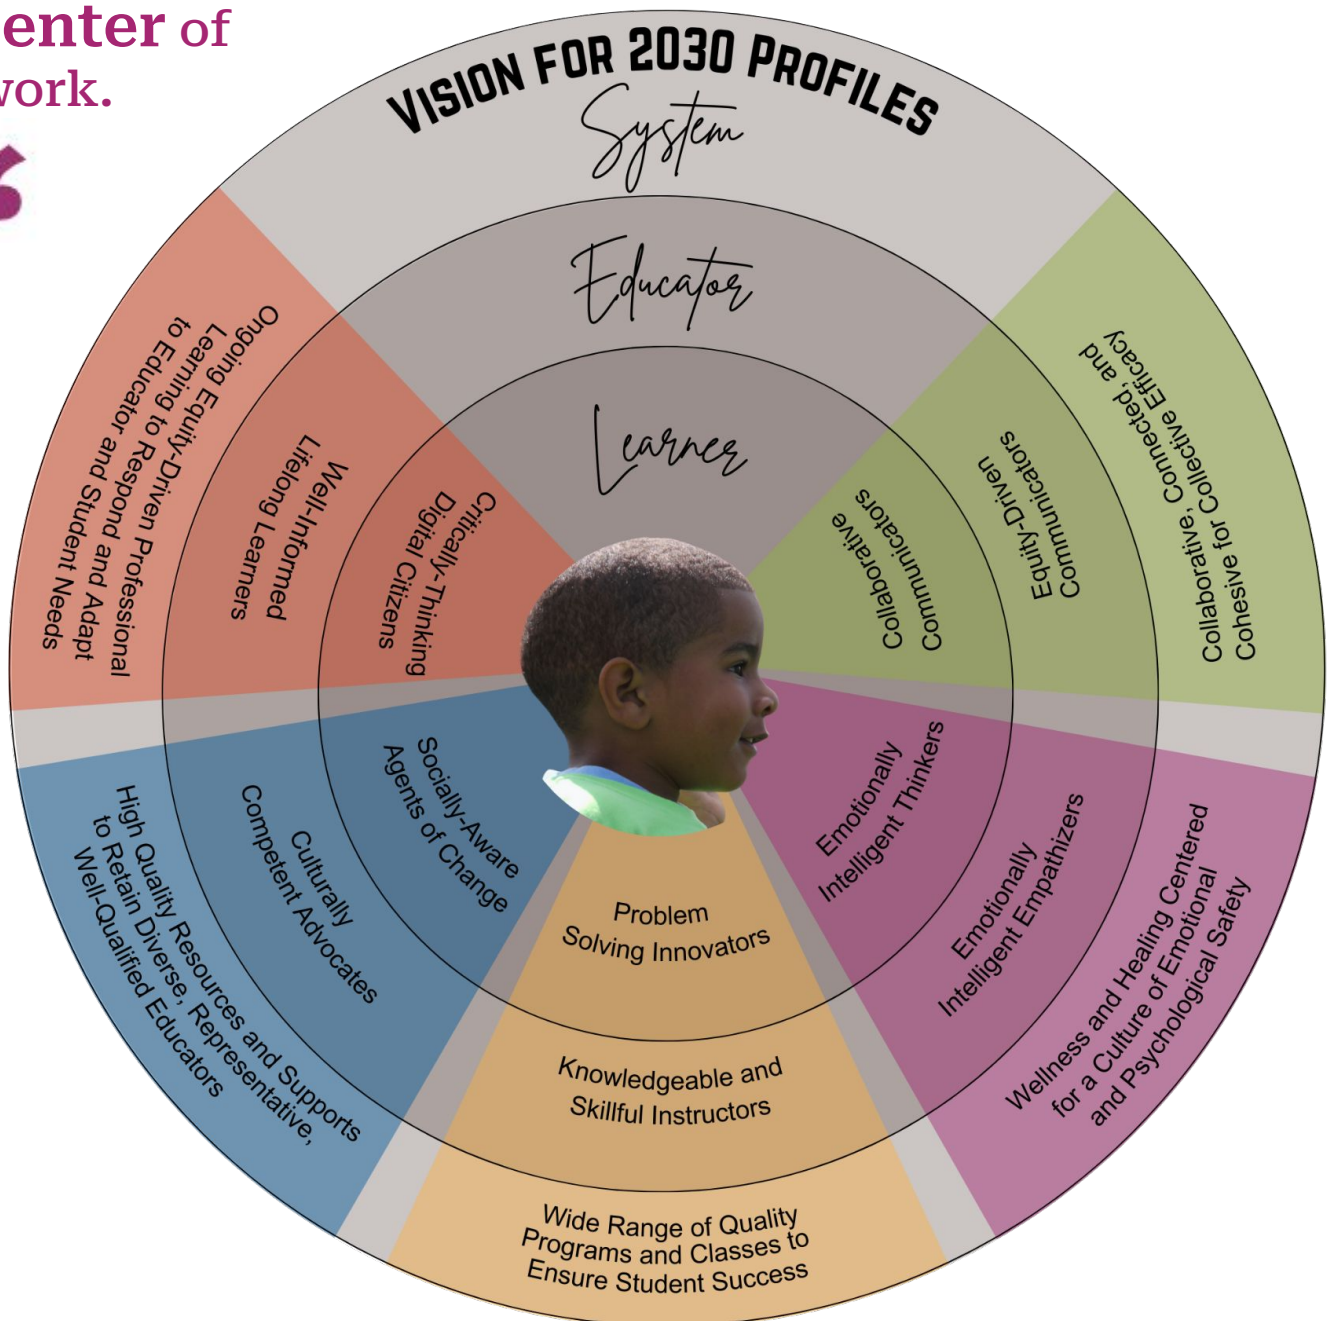 enter of
work.
VISION FOR 2030 PROFILES
System
Educator
Learner
Ongoing Equity-Driven Professional
Learning to Respond and Adapt
to Educator and Student Needs
Well-Informed
Lifelong Learners
Critically-Thinking
Digital Citizens
Collaborative
Communicators
Equity-Driven
Communicators
Collaborative, Connected, and
Cohesive for Collective Efficacy
Socially-Aware
Agents of Change
Culturally
Competent Advocates
High Quality Resources and Supports
to Retain Diverse, Representative,
Well-Qualified Educators
Problem
Solving Innovators
Knowledgeable and
Skillful Instructors
Wide Range of Quality
Programs and Classes to
Ensure Student Success
Emotionally
Intelligent Thinkers
Emotionally
Intelligent Empathizers
Wellness and Healing Centered
for a Culture of Emotional
and Psychological Safety